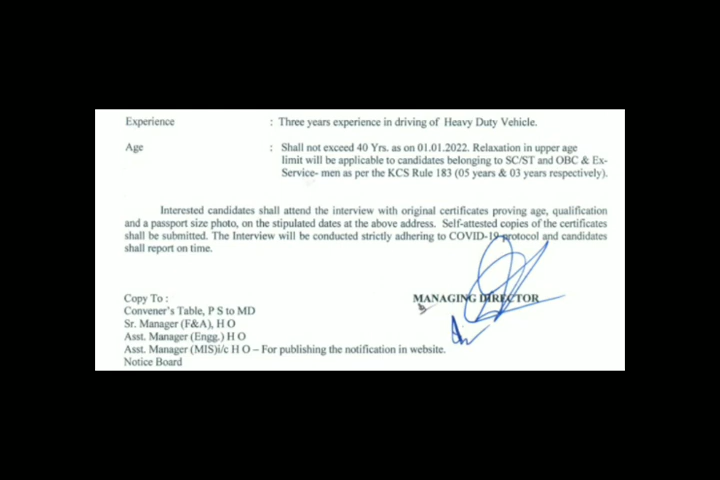 Experience : Three years experience in driving of Heavy Duty Vehicle.
Age : Shall not exceed 40 Yrs. as on 01.01.2022. Relaxation in upper age
limit will be applicable to candidates belonging to SC/ST and OBC & Ex-
Service- men as per the KCS Rule 183 (05 years & 03 years respectively).
Interested candidates shall attend the interview with original certificates proving age, qualification
and a passport size photo, on the stipulated dates at the above address. Self-attested copies of the certificates
shall be submitted. The Interview will be conducted strictly adhering to COVID-19 protocol and candidates
shall report on time.
MANAGING DIRECTOR
Copy To :
Convener's Table, P S to MD
Sr. Manager (F&A), H O
Asst. Manager (Engg.) H O
Asst. Manager (MIS)i/c H O – For publishing the notification in website.
Notice Board